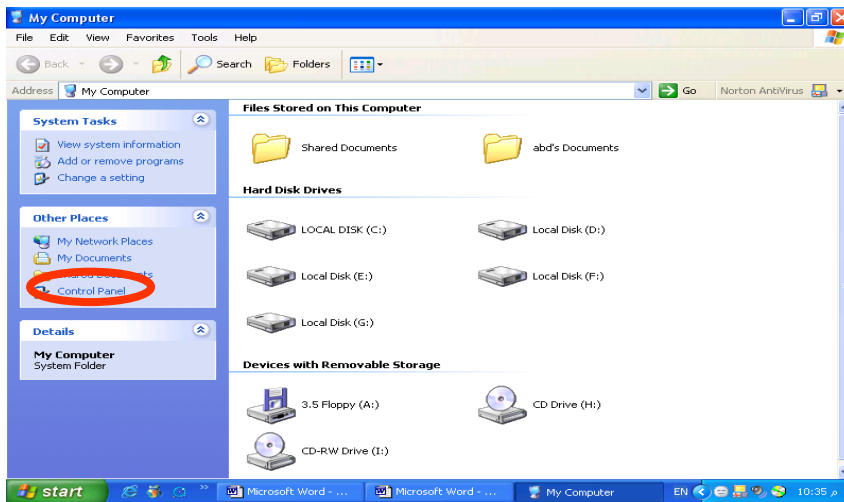 My Computer
File Edit View Favorites Tools Help
Back Search Folders
Address My Computer Go Norton AntiVirus
System Tasks
View system information
Add or remove programs
Change a setting
Other Places
My Network Places
My Documents
Shared Documents
Control Panel
Details
My Computer
System Folder
Files Stored on This Computer
Shared Documents abd's Documents
Hard Disk Drives
LOCAL DISK (C:) Local Disk (D:)
Local Disk (E:) Local Disk (F:)
Local Disk (G:)
Devices with Removable Storage
3.5 Floppy (A:) CD Drive (H:)
CD-RW Drive (I:)
start Microsoft Word - ... Microsoft Word - ... My Computer EN 10:35 م